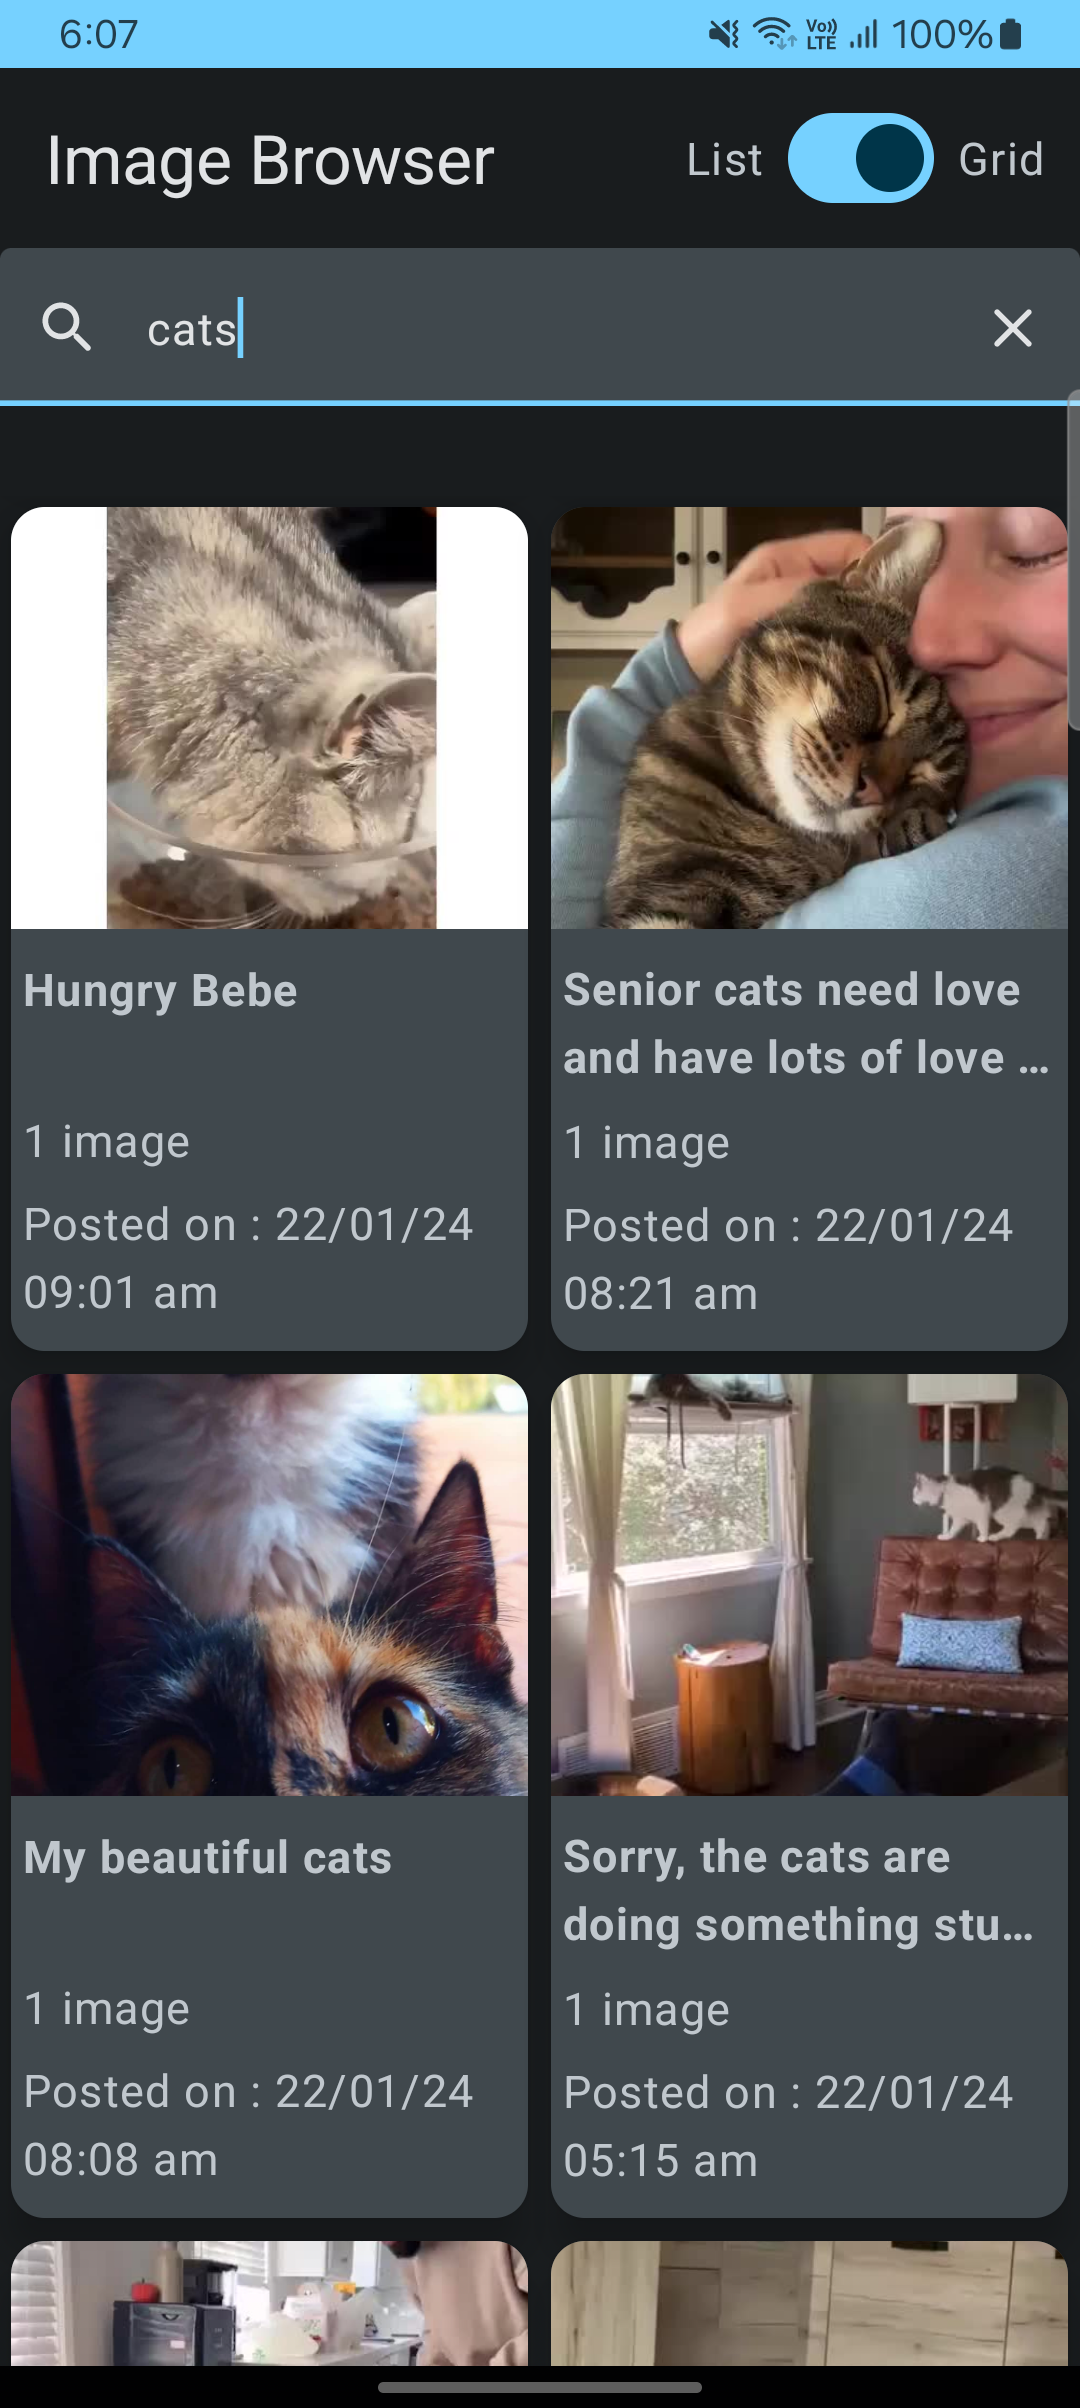 6:07
Vo)) LTE 100%
Image Browser
List Grid
cats
Hungry Bebe
1 image
Posted on : 22/01/24
09:01 am
Senior cats need love
and have lots of love …
1 image
Posted on : 22/01/24
08:21 am
My beautiful cats
1 image
Posted on : 22/01/24
08:08 am
Sorry, the cats are
doing something stu…
1 image
Posted on : 22/01/24
05:15 am